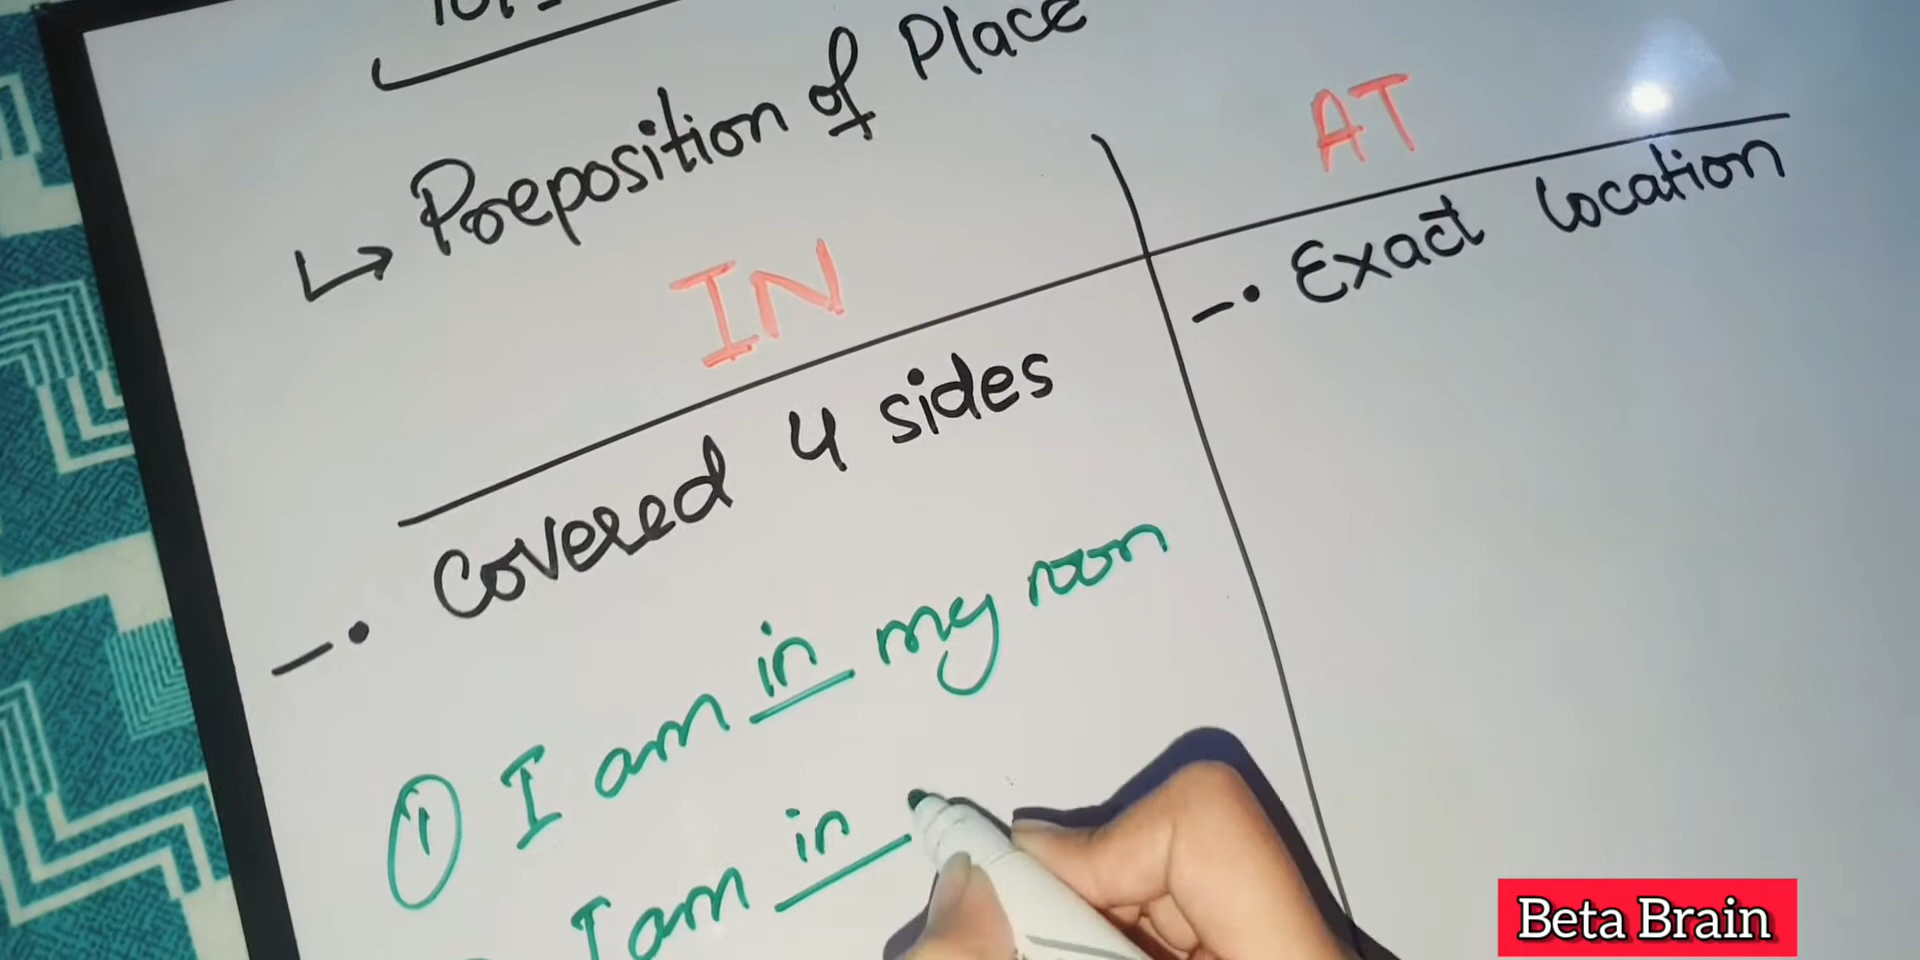 Preposition of Place
IN
AT
-• Covered 4 sides
-• Exact location
① I am in my room
I am in
Beta Brain